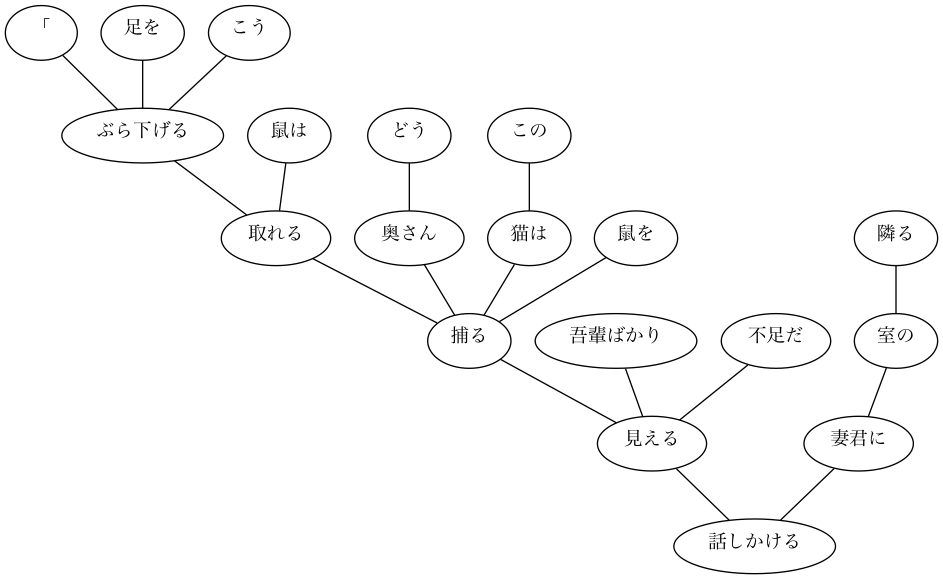 「 足を こう
ぶら下げる 鼠は どう この
取れる 奥さん 猫は 鼠を 隣る
捕る 吾輩ばかり 不足だ 室の
見える 妻君に
話しかける